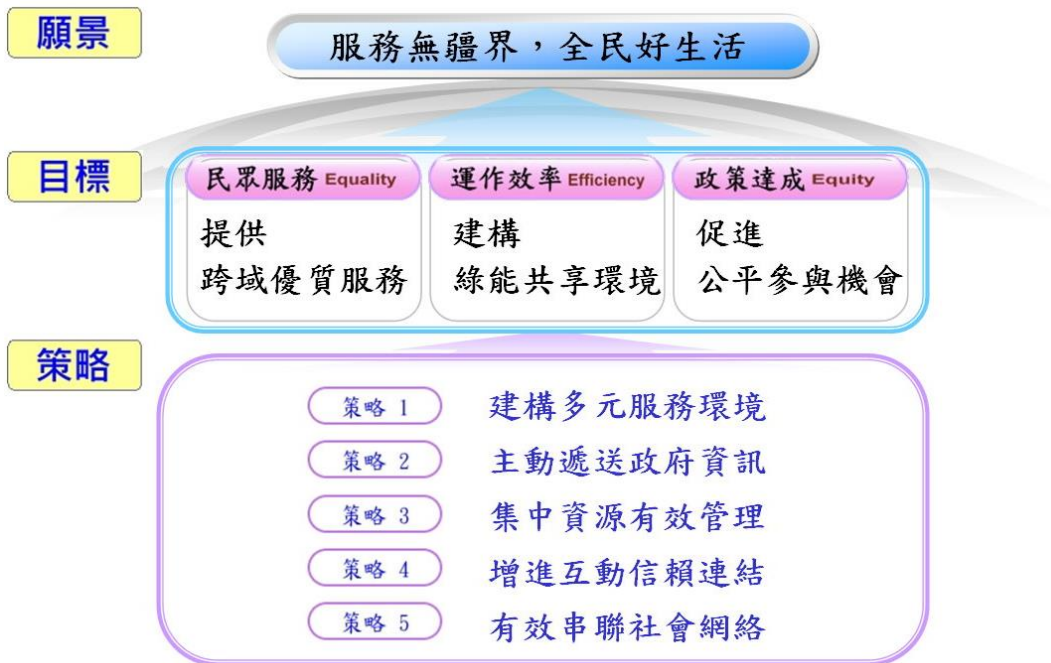 願景
服務無疆界，全民好生活
目標
民眾服務 Equality
提供
跨域優質服務
運作效率 Efficiency
建構
綠能共享環境
政策達成 Equity
促進
公平參與機會
策略
策略 1 建構多元服務環境
策略 2 主動遞送政府資訊
策略 3 集中資源有效管理
策略 4 增進互動信賴連結
策略 5 有效串聯社會網絡